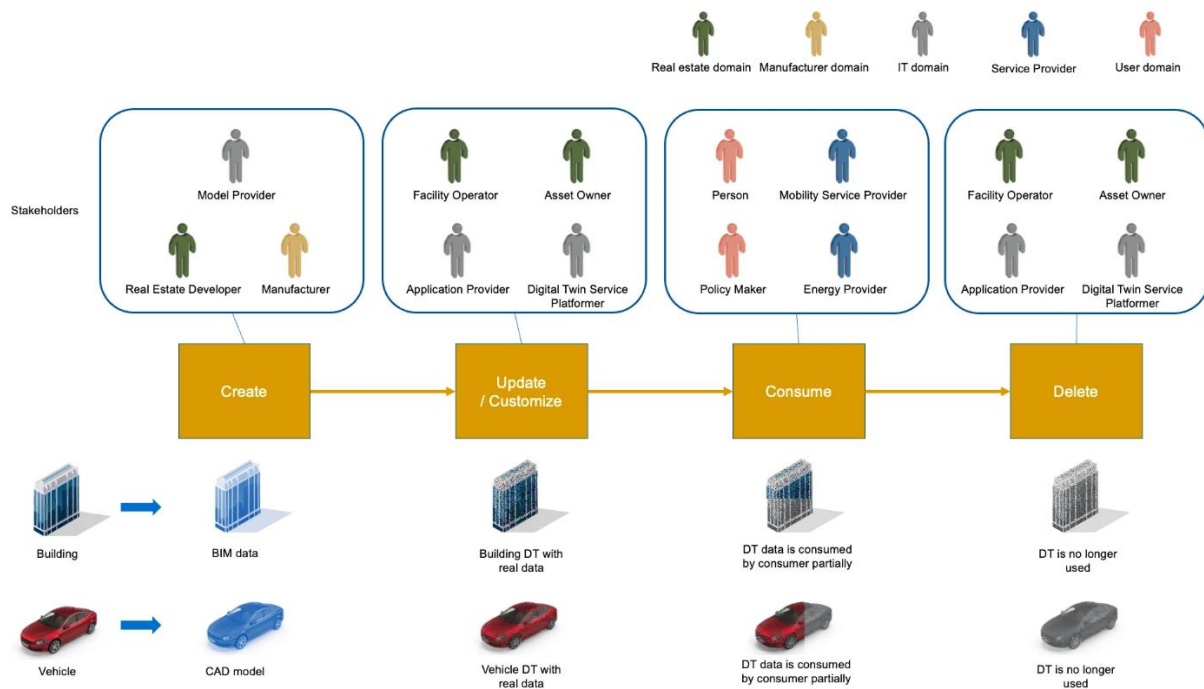 Real estate domain
Manufacturer domain
IT domain
Service Provider
User domain
Stakeholders
Model Provider
Real Estate Developer
Manufacturer
Facility Operator
Asset Owner
Application Provider
Digital Twin Service
Platformer
Person
Mobility Service Provider
Policy Maker
Energy Provider
Facility Operator
Asset Owner
Application Provider
Digital Twin Service
Platformer
Create
Update
/ Customize
Consume
Delete
Building
BIM data
Building DT with
real data
DT data is consumed
by consumer partially
DT is no longer
used
Vehicle
CAD model
Vehicle DT with
real data
DT data is consumed
by consumer partially
DT is no longer
used